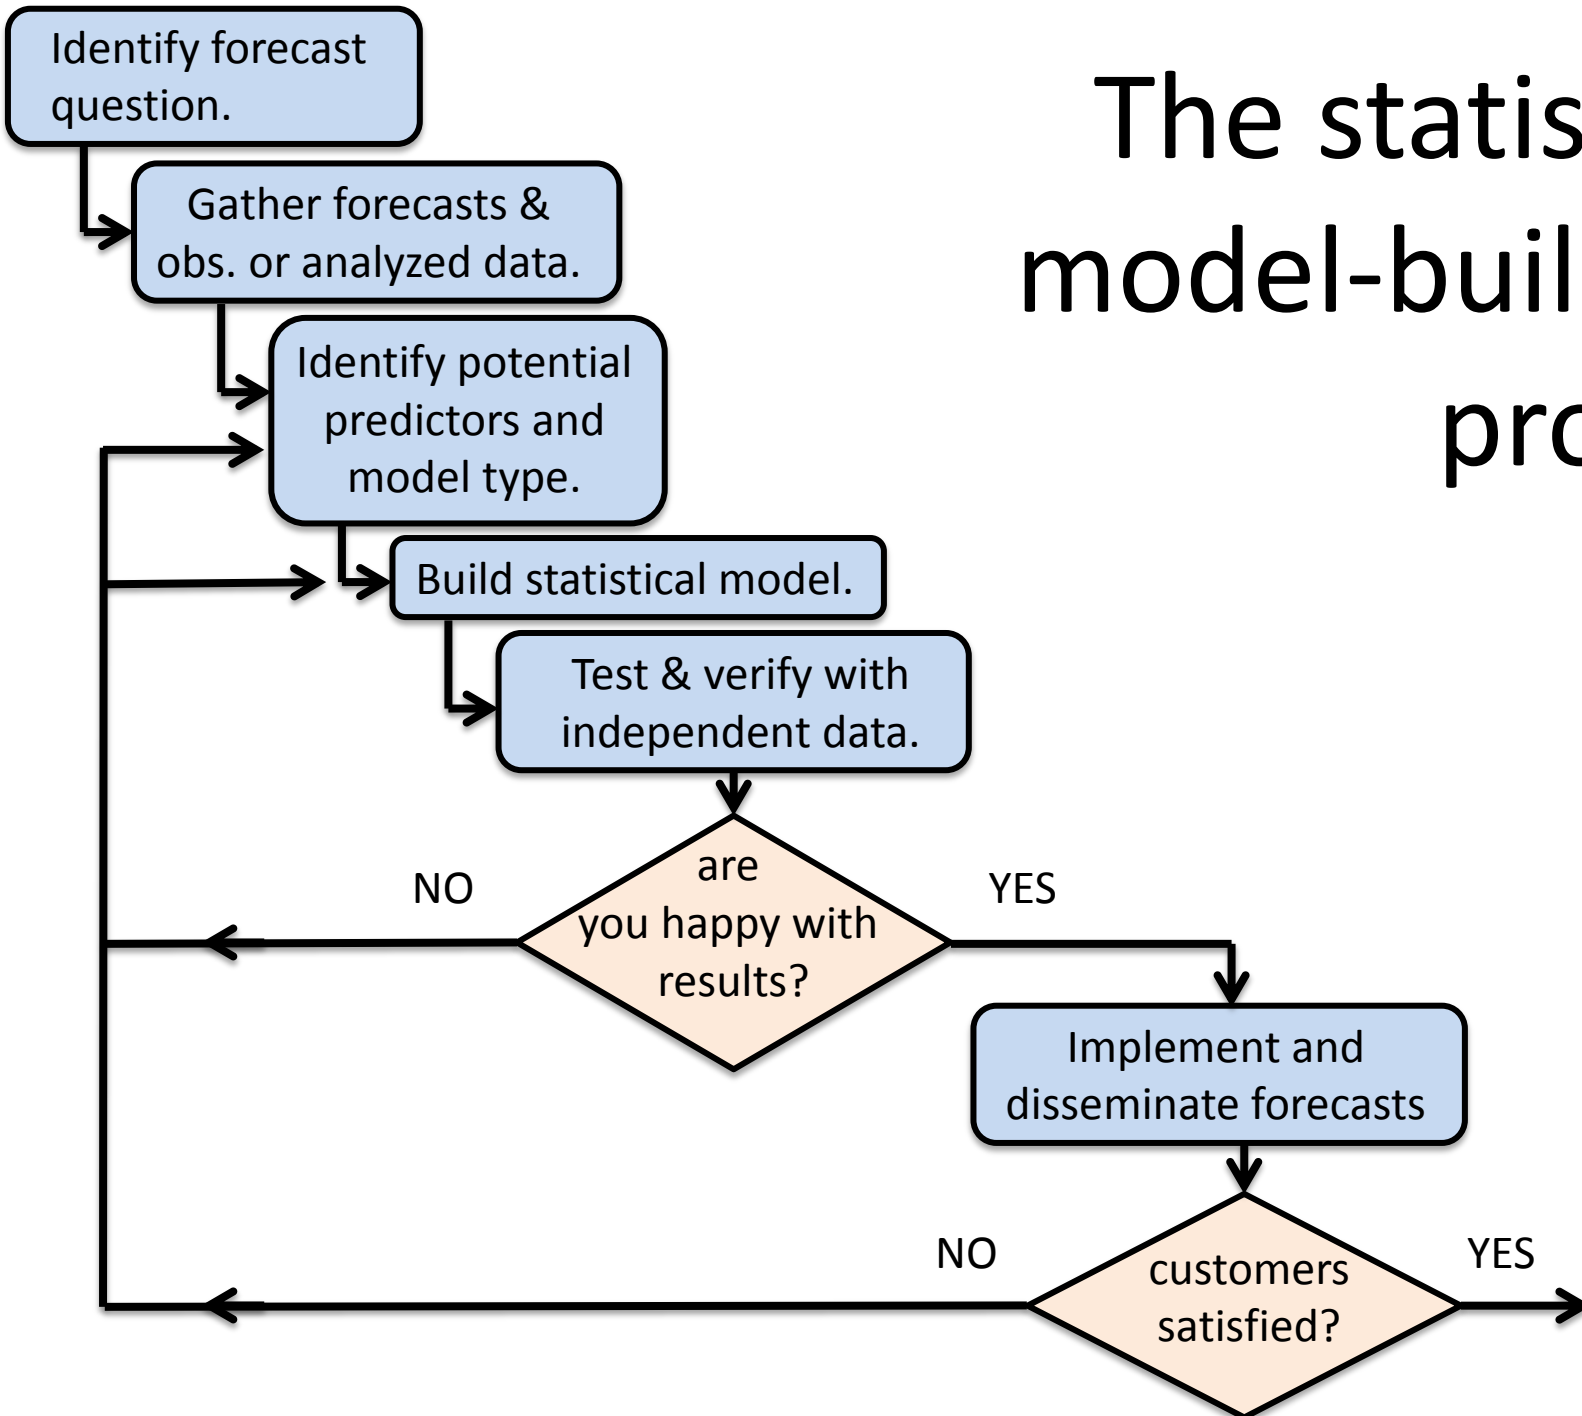 Identify forecast
question.
The statis
model-buil
pro
Gather forecasts &
obs. or analyzed data.
Identify potential
predictors and
model type.
Build statistical model.
Test & verify with
independent data.
are
you happy with
results?
NO
YES
Implement and
disseminate forecasts
customers
satisfied?
NO
YES